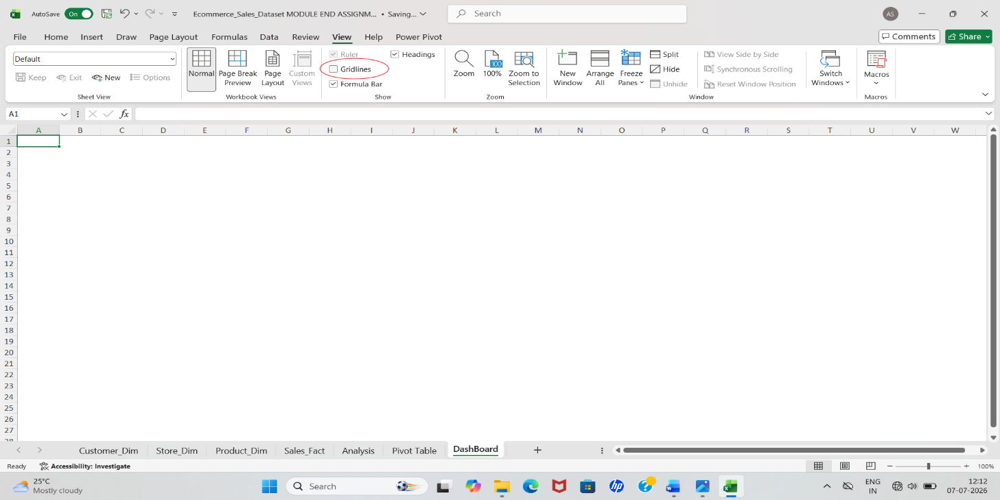 AutoSave On Ecommerce_Sales_Dataset MODULE END ASSIGNM... • Saving... Search AS
File Home Insert Draw Page Layout Formulas Data Review View Help Power Pivot Comments Share
Default
Keep Exit New Options
Sheet View
Normal
Page Break
Preview
Page
Layout
Custom
Views
Workbook Views
Ruler
Headings
Gridlines
Formula Bar
Show
Zoom
100
100%
Zoom to
Selection
Zoom
New
Window
Arrange
All
Freeze
Panes
Split
Hide
Unhide
View Side by Side
Synchronous Scrolling
Reset Window Position
Window
Switch
Windows
Macros
Macros
A1 fx
A B C D E F G H I J K L M N O P Q R S T U V W
1
2
3
4
5
6
7
8
9
10
11
12
13
14
15
16
17
18
19
20
21
22
23
24
25
26
27
28
Customer_Dim Store_Dim Product_Dim Sales_Fact Analysis Pivot Table DashBoard
Ready Accessibility: Investigate 100%
25°C
Mostly cloudy
Search
hp
W
ENG
IN
12:12
07-07-2026